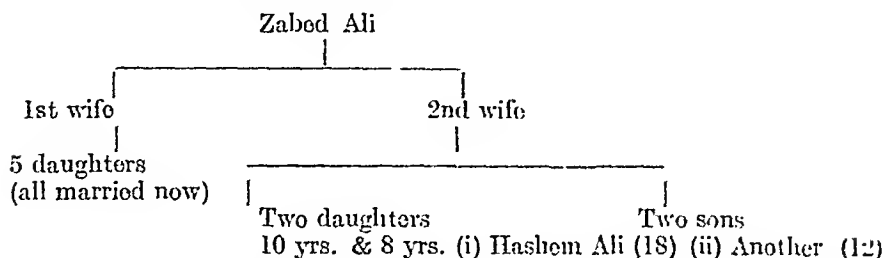 Zabed Ali
1st wife 2nd wife
5 daughters
(all married now)
Two daughters Two sons
10 yrs. & 8 yrs. (i) Hashem Ali (18) (ii) Another (12)